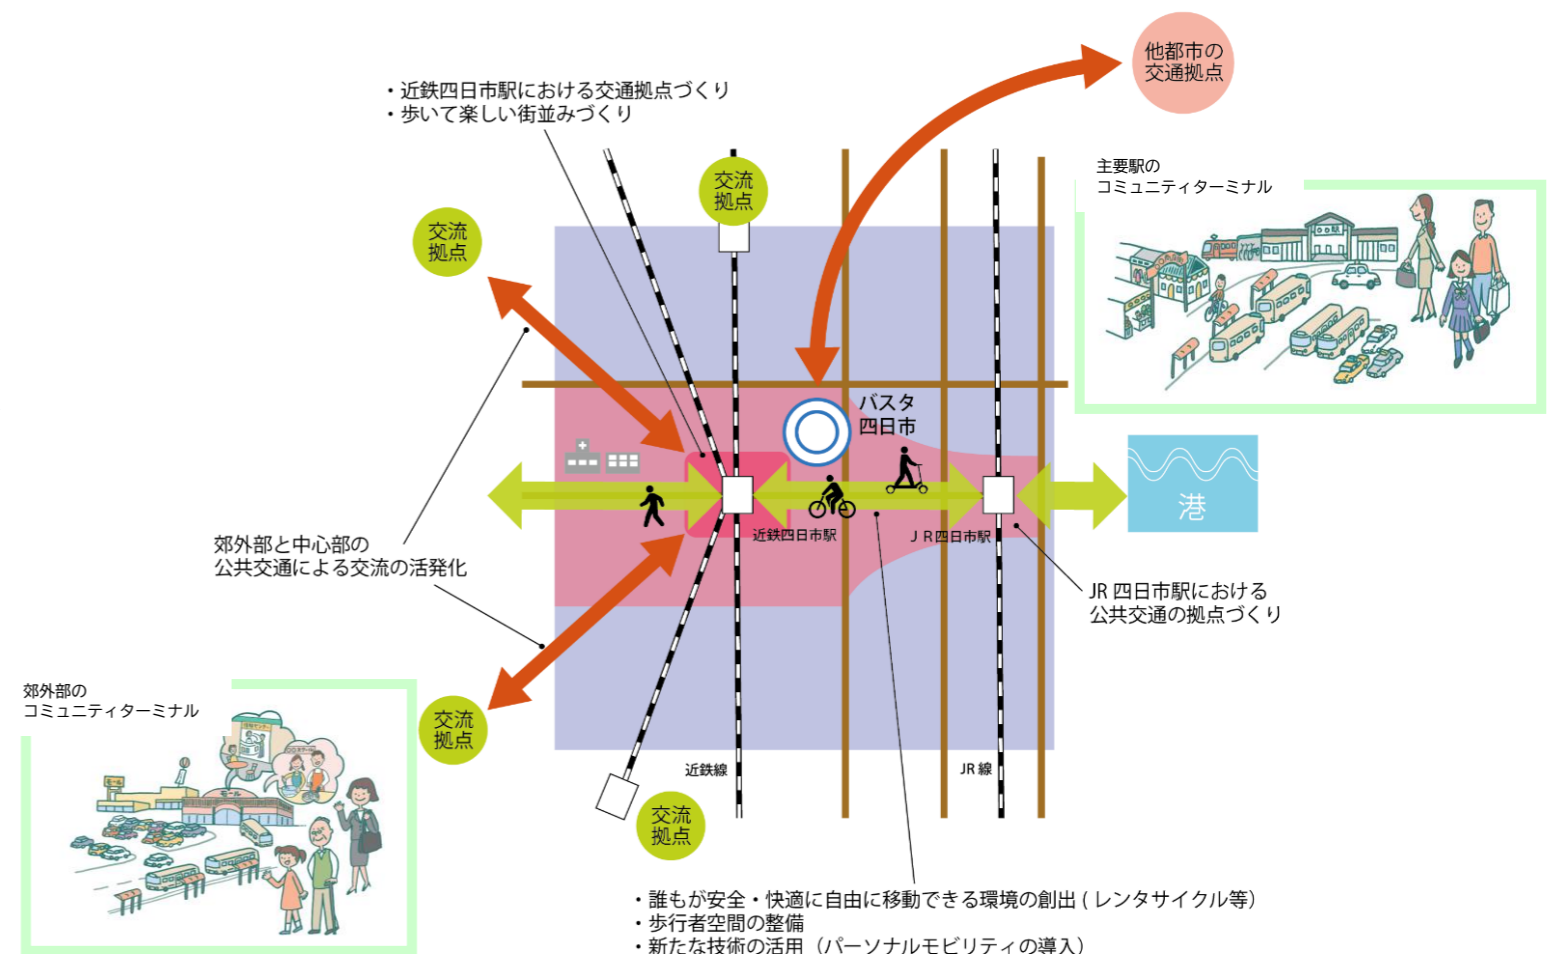 他都市の
交通拠点
・近鉄四日市駅における交通拠点づくり
・歩いて楽しい街並みづくり
主要駅の
コミュニティターミナル
交流
拠点
交流
拠点
バスタ
四日市
近鉄四日市駅
JR四日市駅
港
郊外部と中心部の
公共交通による交流の活発化
JR 四日市駅における
公共交通の拠点づくり
郊外部の
コミュニティターミナル
交流
拠点
近鉄線
JR 線
モール
モール
交流
拠点
・誰もが安全・快適に自由に移動できる環境の創出 ( レンタサイクル等）
・歩行者空間の整備
・新たな技術の活用（パーソナルモビリティの導入）